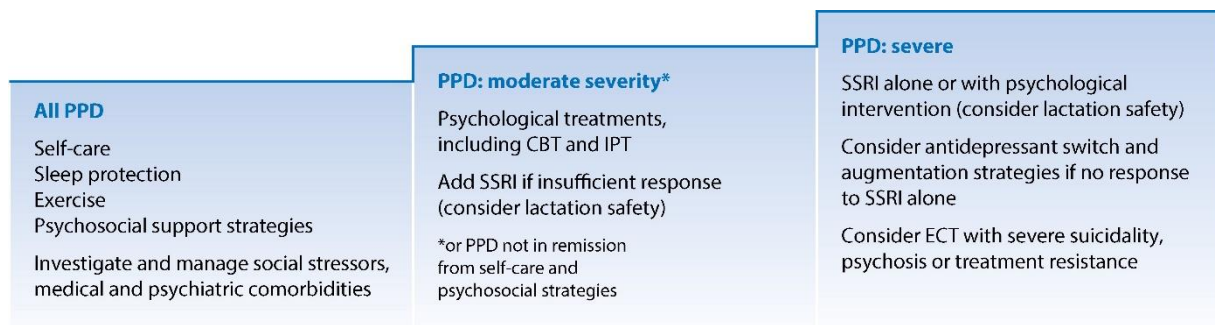 All PPD
Self-care
Sleep protection
Exercise
Psychosocial support strategies
Investigate and manage social stressors,
medical and psychiatric comorbidities
PPD: moderate severity*
Psychological treatments,
including CBT and IPT
Add SSRI if insufficient response
(consider lactation safety)
*or PPD not in remission
from self-care and
psychosocial strategies
PPD: severe
SSRI alone or with psychological
intervention (consider lactation safety)
Consider antidepressant switch and
augmentation strategies if no response
to SSRI alone
Consider ECT with severe suicidality,
psychosis or treatment resistance